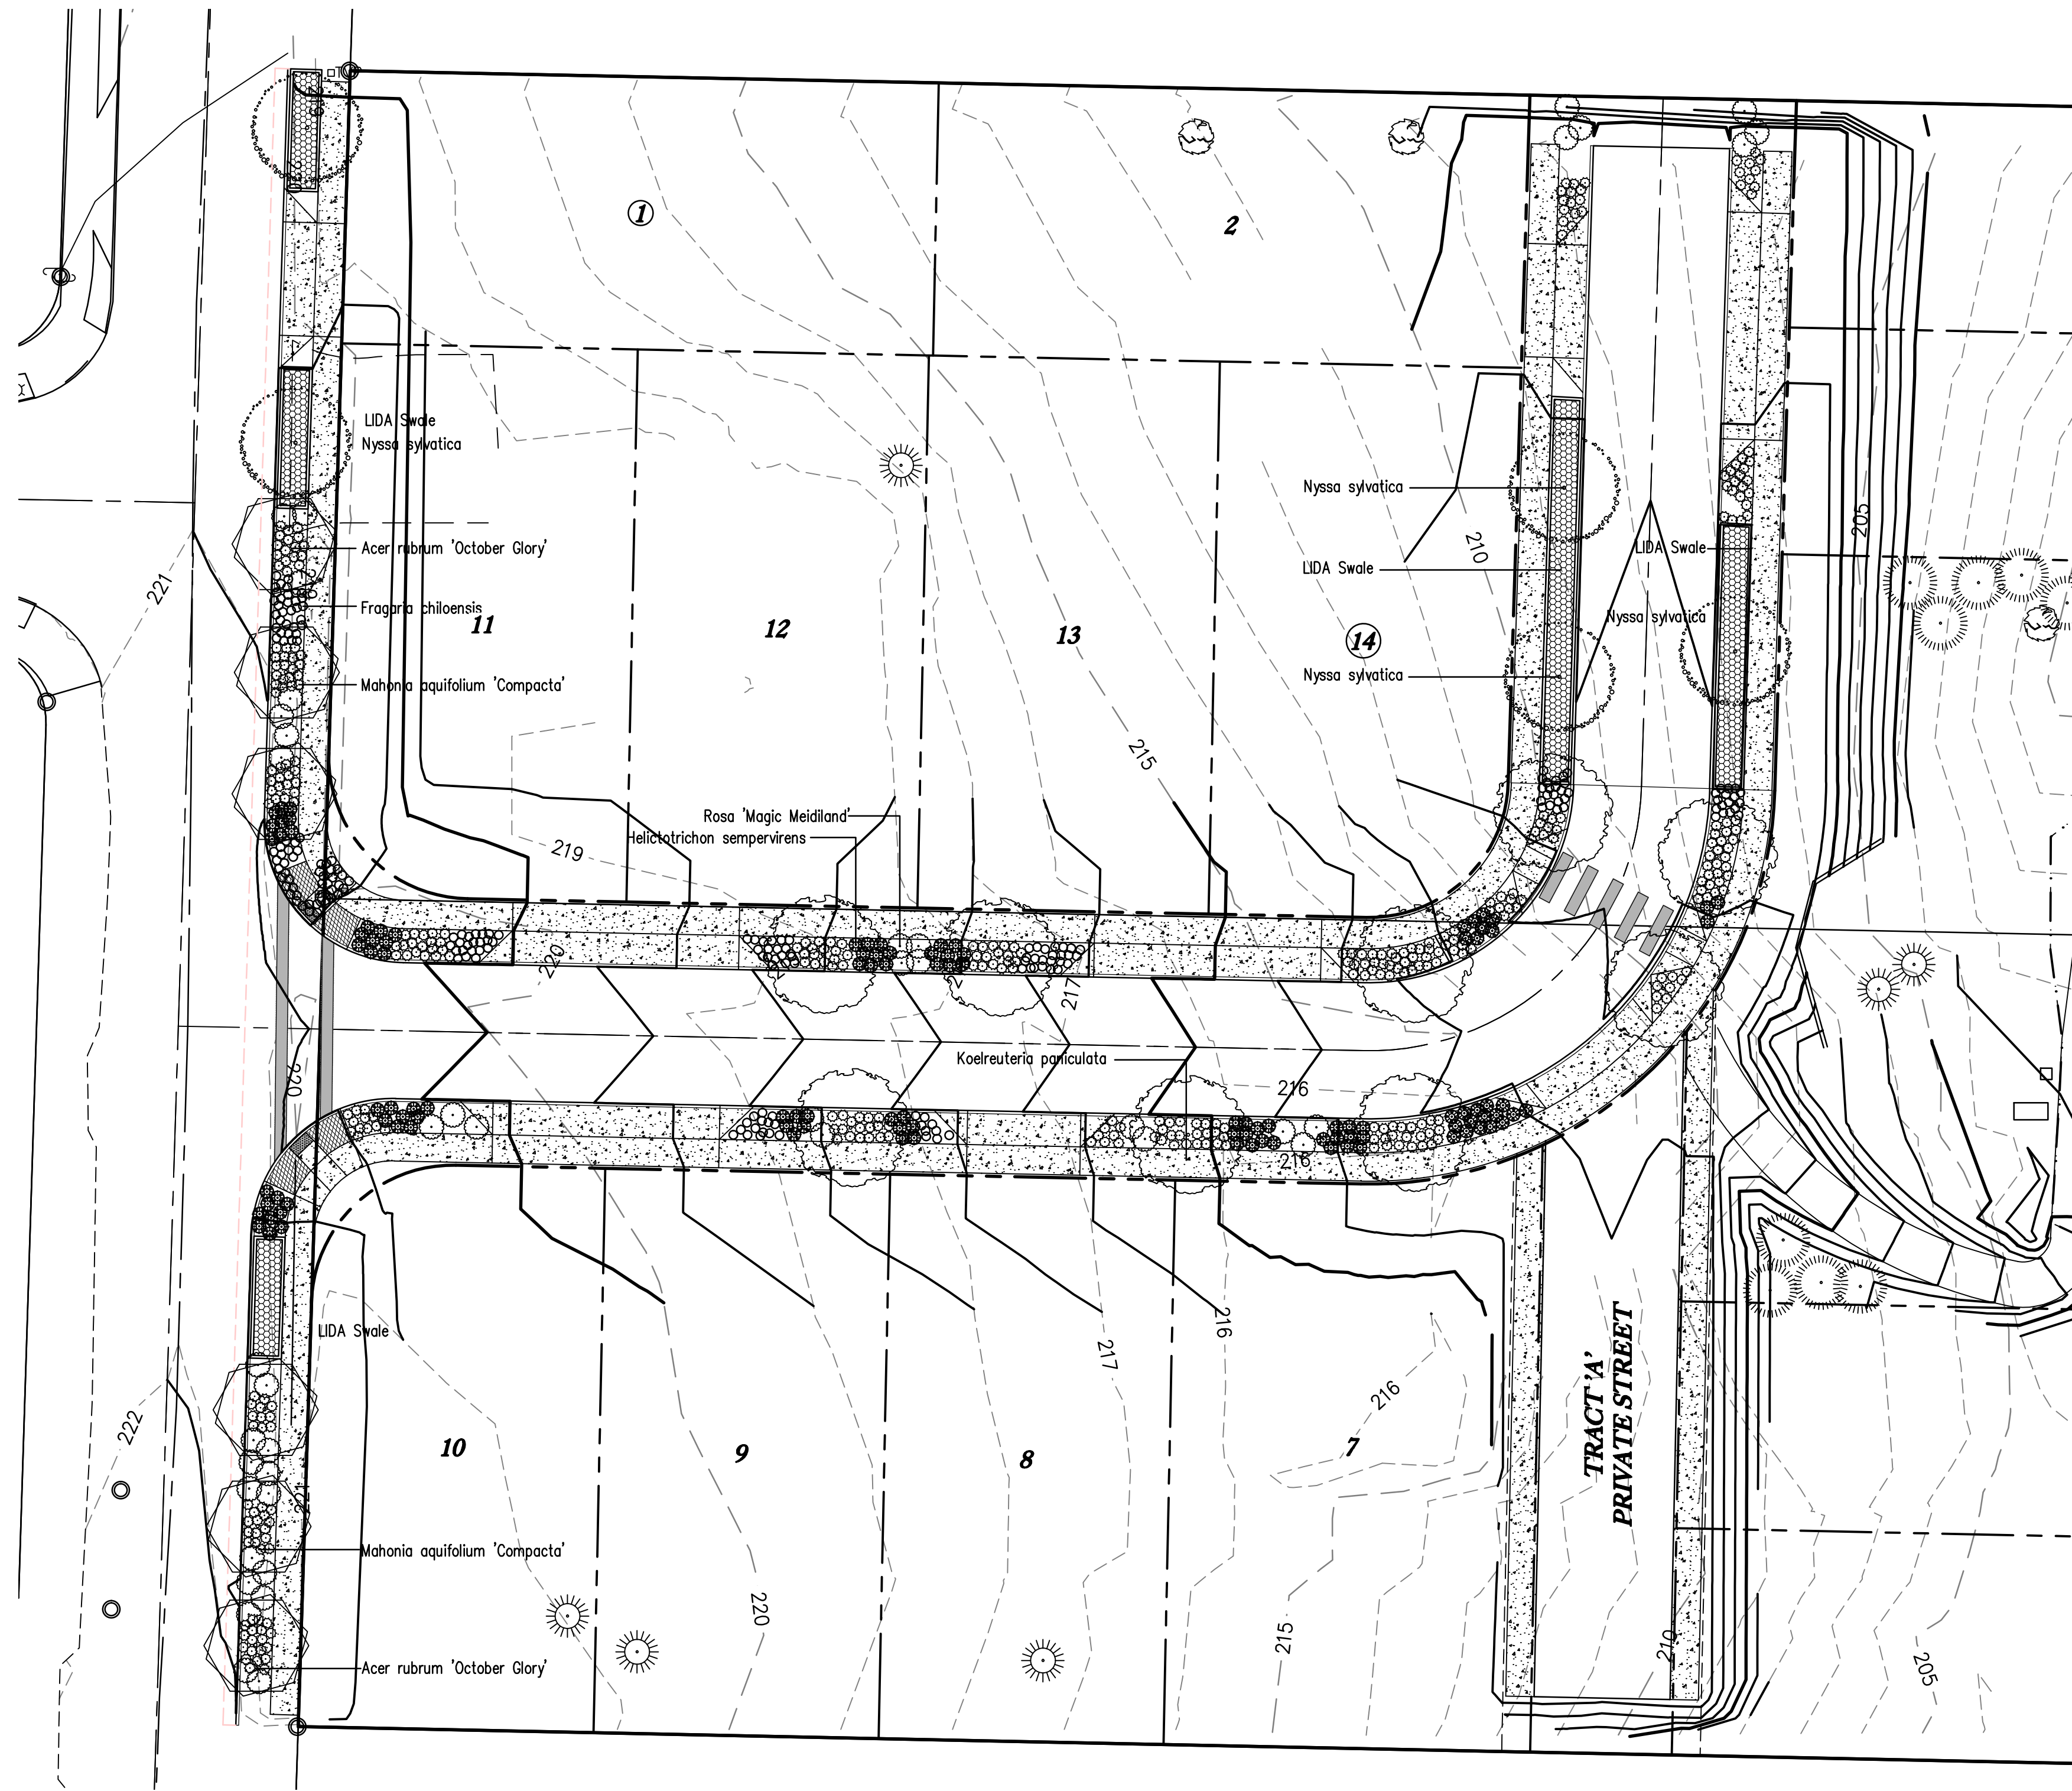 1
2
LIDA Swale
Nyssa sylvatica
Nyssa sylvatica
210
205
LIDA Swale
LIDA Swale
Acer rubrum 'October Glory'
221
Fragaria chiloensis
11
12
13
14
Nyssa sylvatica
Nyssa sylvatica
Mahonia aquifolium 'Compacta'
215
Rosa 'Magic Meidiland'
Helictotrichon sempervirens
219
220
217
Koelreuteria paniculata
220
216
216
LIDA Swale
216
217
216
222
10
9
8
7
TRACT 'A'
PRIVATE STREET
221
Mahonia aquifolium 'Compacta'
220
215
210
205
Acer rubrum 'October Glory'